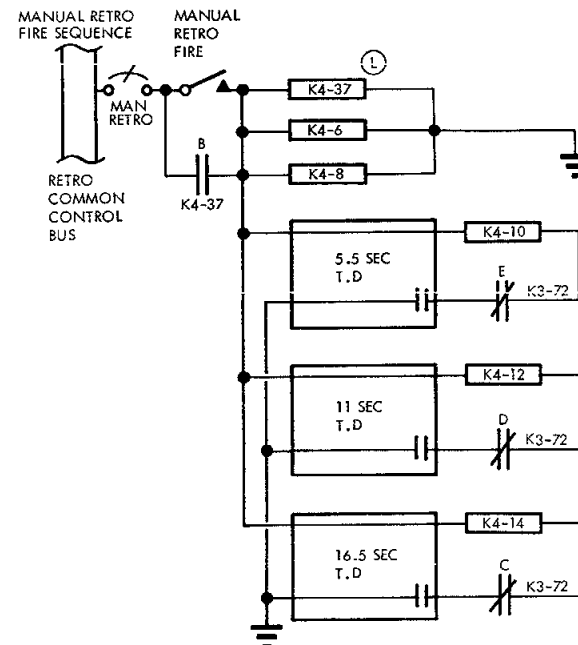 MANUAL RETRO
FIRE SEQUENCE
MANUAL
RETRO
FIRE
L
MAN
RETRO
K4-37
K4-6
K4-8
B
K4-37
RETRO
COMMON
CONTROL
BUS
K4-10
5.5 SEC
T.D
E
K3-72
K4-12
11 SEC
T.D
D
K3-72
K4-14
16.5 SEC
T.D
C
K3-72